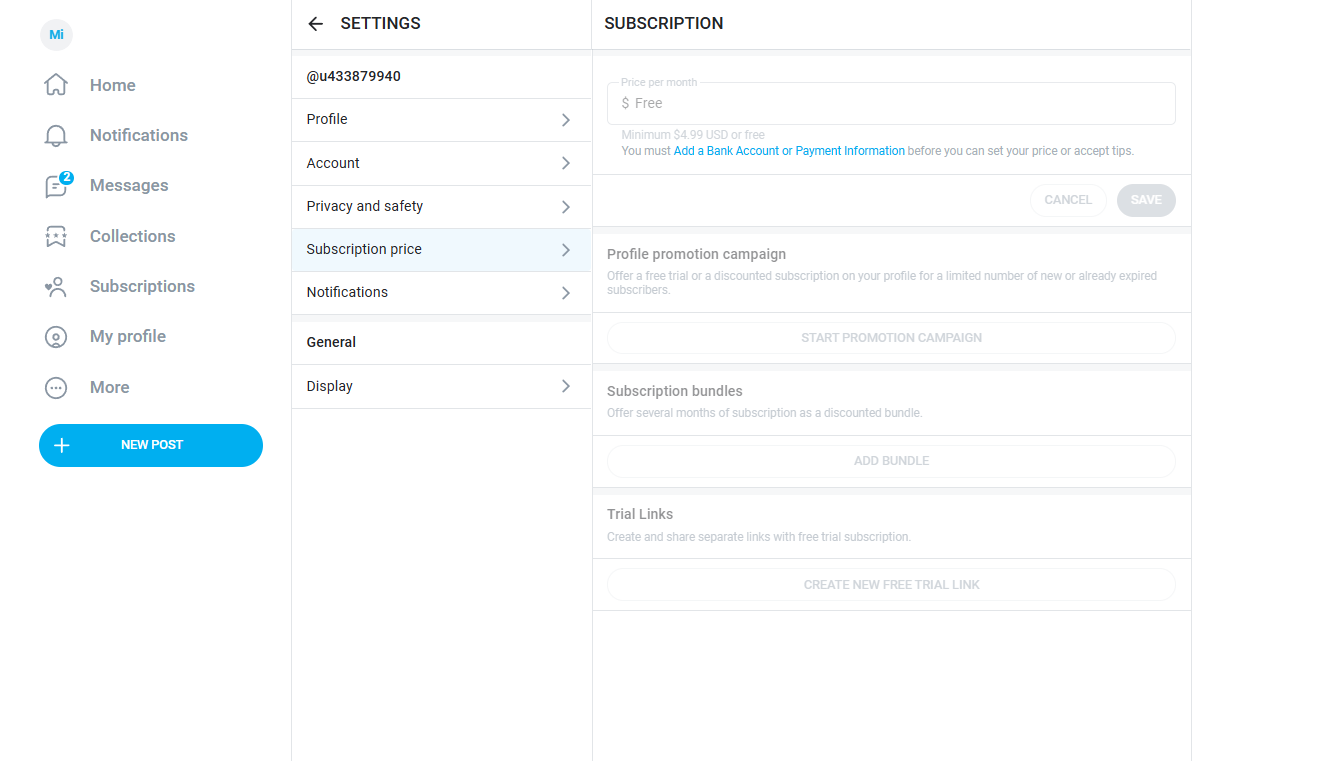 Mi
Home
Notifications
2
Messages
Collections
Subscriptions
My profile
More
NEW POST
SETTINGS
@u433879940
Profile
Account
Privacy and safety
Subscription price
Notifications
General
Display
SUBSCRIPTION
Price per month
$ Free
Minimum $4.99 USD or free
You must Add a Bank Account or Payment Information before you can set your price or accept tips.
CANCEL
SAVE
Profile promotion campaign
Offer a free trial or a discounted subscription on your profile for a limited number of new or already expired
subscribers.
START PROMOTION CAMPAIGN
Subscription bundles
Offer several months of subscription as a discounted bundle.
ADD BUNDLE
Trial Links
Create and share separate links with free trial subscription.
CREATE NEW FREE TRIAL LINK